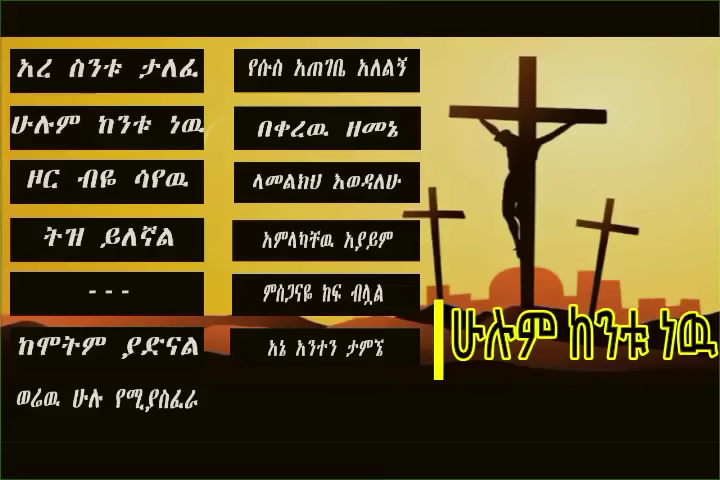 አረ ስንቱ ታለፈ
ሁሉም ከንቱ ነዉ
ዞር ብዬ ሳየዉ
ትዝ ይለኛል
---
ከሞትም ያድናል
ወሬዉ ሁሉ የሚያስፈራ
የሱስ አጠገቤ አለልኝ
በቀረዉ ዘመኔ
ላመልክህ እወዳለሁ
አምላካቸዉ አያይም
ምስጋናዬ ከፍ ብሏል
እኔ አንተን ታምኜ
ሁሉም ከንቱ ነዉ